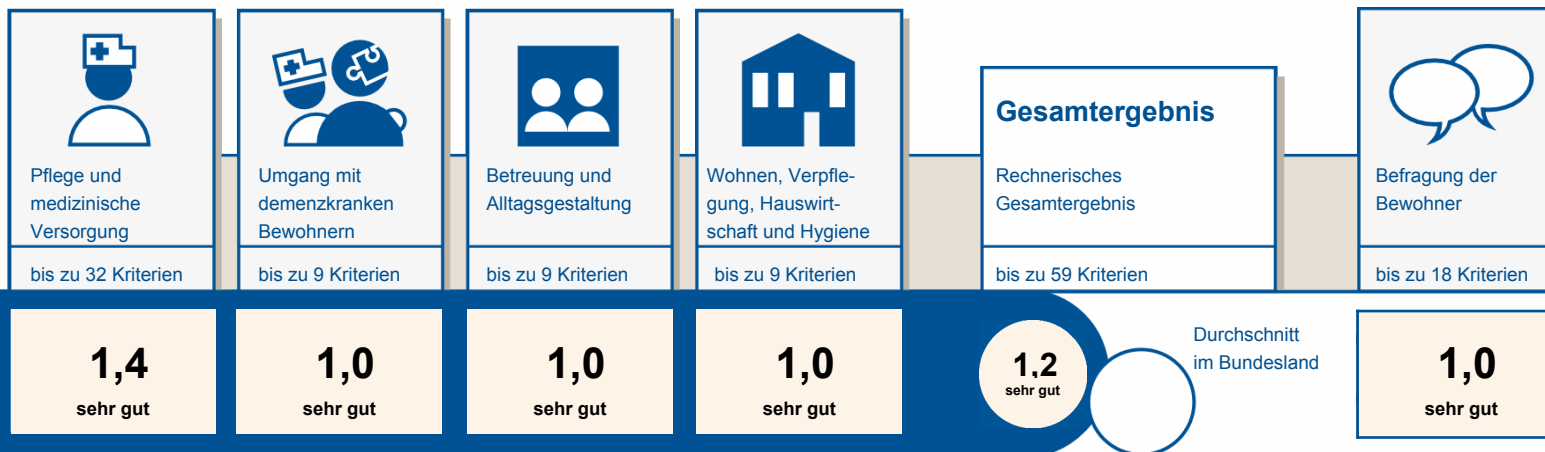 Pflege und
medizinische
Versorgung
bis zu 32 Kriterien
1,4
sehr gut
Umgang mit
demenzkranken
Bewohnern
bis zu 9 Kriterien
1,0
sehr gut
Betreuung und
Alltagsgestaltung
bis zu 9 Kriterien
1,0
sehr gut
Wohnen, Verpfle-
gung, Hauswirt-
schaft und Hygiene
bis zu 9 Kriterien
1,0
sehr gut
Gesamtergebnis
Rechnerisches
Gesamtergebnis
bis zu 59 Kriterien
1,2
sehr gut
Durchschnitt
im Bundesland
Befragung der
Bewohner
bis zu 18 Kriterien
1,0
sehr gut